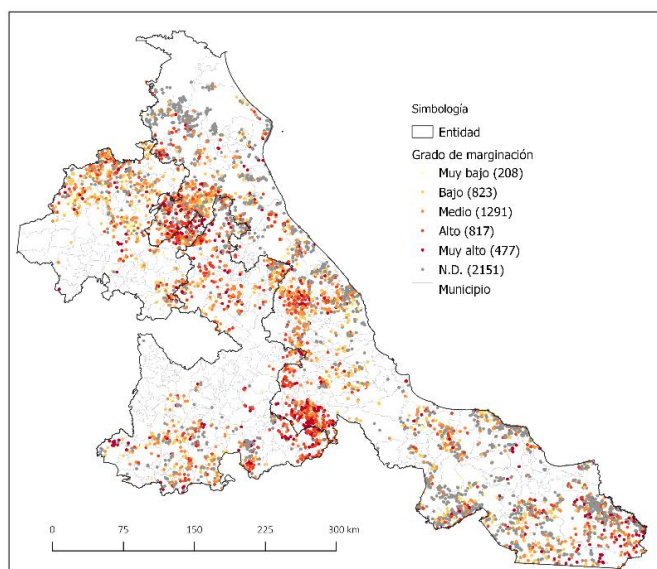 Simbología
Entidad
Grado de marginación
Muy bajo (208)
Bajo (823)
Medio (1291)
Alto (817)
Muy alto (477)
N.D. (2151)
Municipio
0 75 150 225 300 km